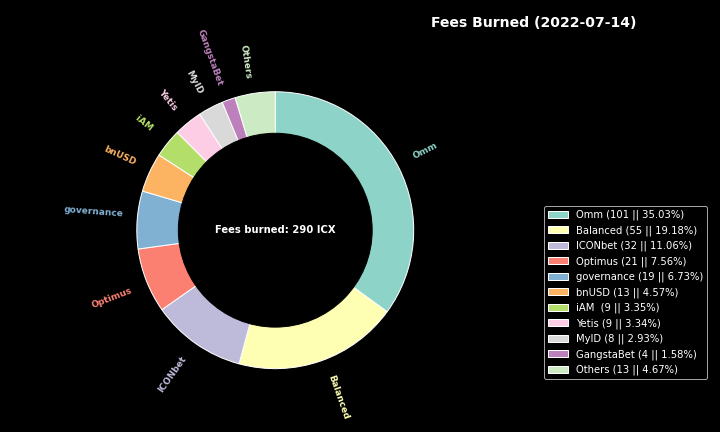 Fees Burned (2022-07-14)
Others
GangstaBet
MyID
Yetis
iAM
bnUSD
governance
Optimus
ICONbet
Balanced
Omm
Fees burned: 290 ICX
Omm (101 || 35.03%)
Balanced (55 || 19.18%)
ICONbet (32 || 11.06%)
Optimus (21 || 7.56%)
governance (19 || 6.73%)
bnUSD (13 || 4.57%)
iAM  (9 || 3.35%)
Yetis (9 || 3.34%)
MyID (8 || 2.93%)
GangstaBet (4 || 1.58%)
Others (13 || 4.67%)